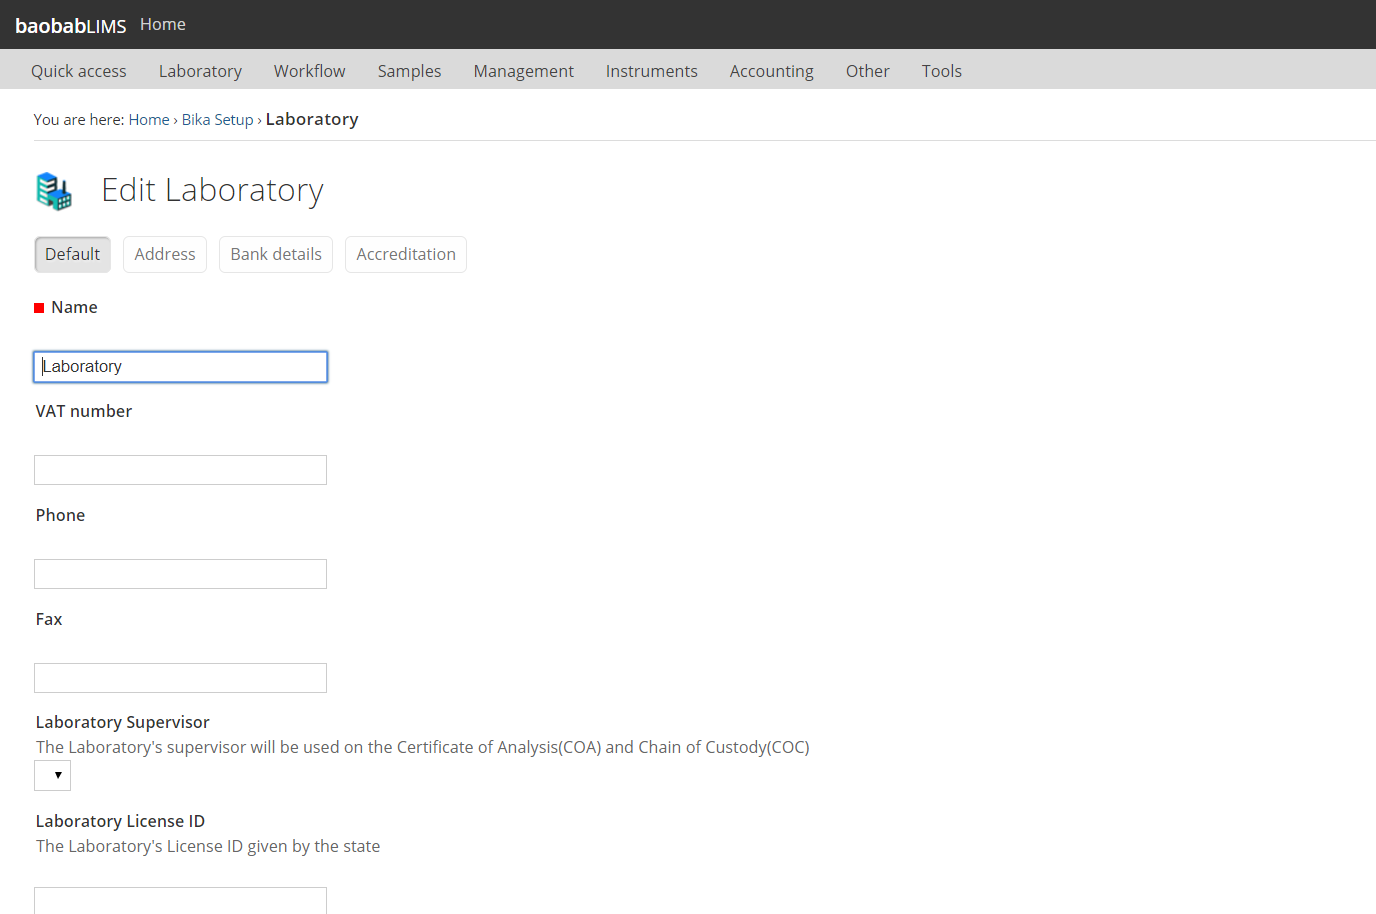 baobabLIMS Home
Quick access Laboratory Workflow Samples Management Instruments Accounting Other Tools
You are here: Home › Bika Setup › Laboratory
Edit Laboratory
Default Address Bank details Accreditation
Name
Laboratory
VAT number
Phone
Fax
Laboratory Supervisor
The Laboratory's supervisor will be used on the Certificate of Analysis(COA) and Chain of Custody(COC)
Laboratory License ID
The Laboratory's License ID given by the state